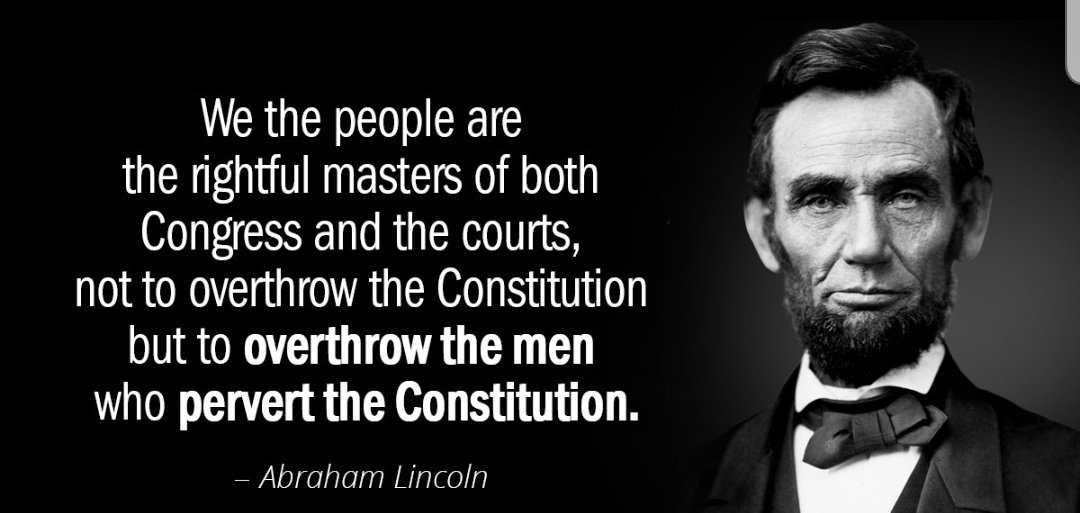 We the people are
the rightful masters of both
Congress and the courts,
not to overthrow the Constitution
but to overthrow the men
who pervert the Constitution.
– Abraham Lincoln